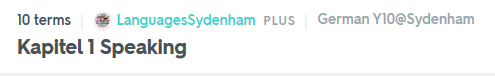 10 terms LanguagesSydenham PLUS German Y10@Sydenham
Kapitel 1 Speaking